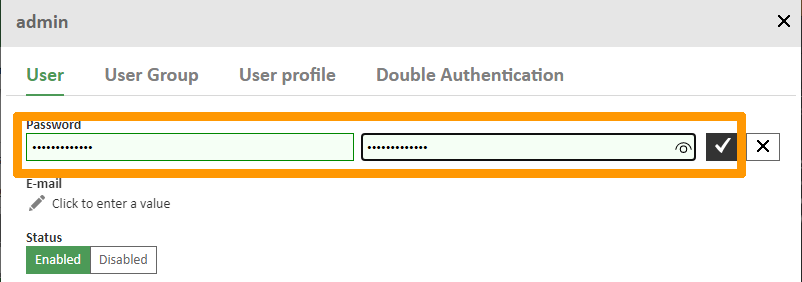 admin
User User Group User profile Double Authentication
Password
••••••••••••• •••••••••••••
E-mail
Click to enter a value
Status
Enabled Disabled